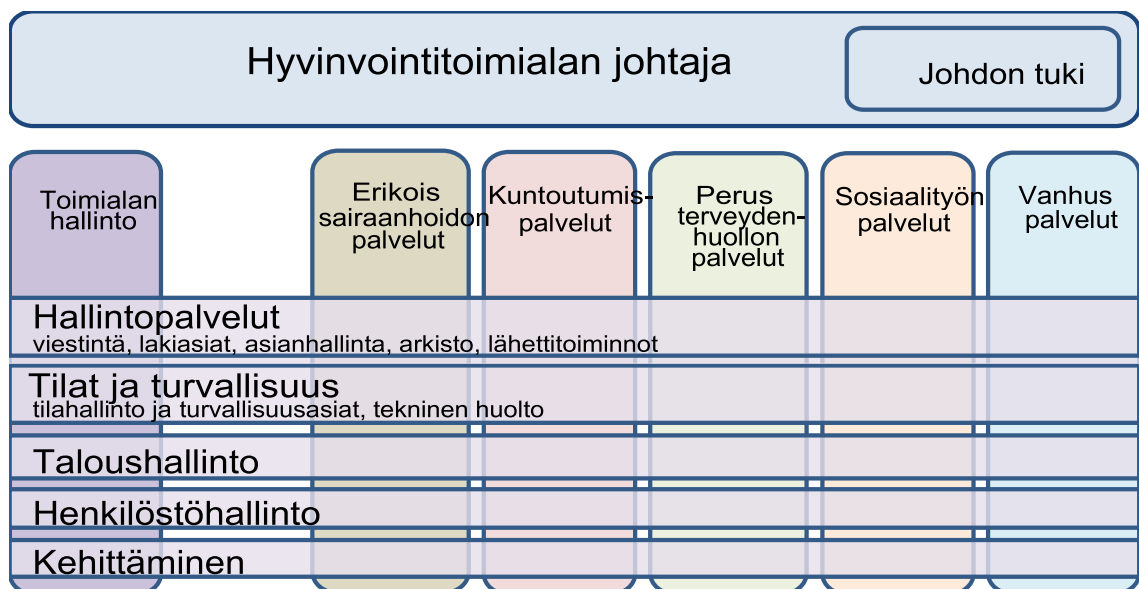 Hyvinvointitoimialan johtaja
Johdon tuki
Toimialan
hallinto
Erikois
sairaanhoidon
palvelut
Kuntoutumis-
palvelut
Perus
terveyden-
huollon
palvelut
Sosiaalityön
palvelut
Vanhus
palvelut
Hallintopalvelut
viestintä, lakiasiat, asianhallinta, arkisto, lähettitoiminnot
Tilat ja turvallisuus
tilahallinto ja turvallisuusasiat, tekninen huolto
Taloushallinto
Henkilöstöhallinto
Kehittäminen